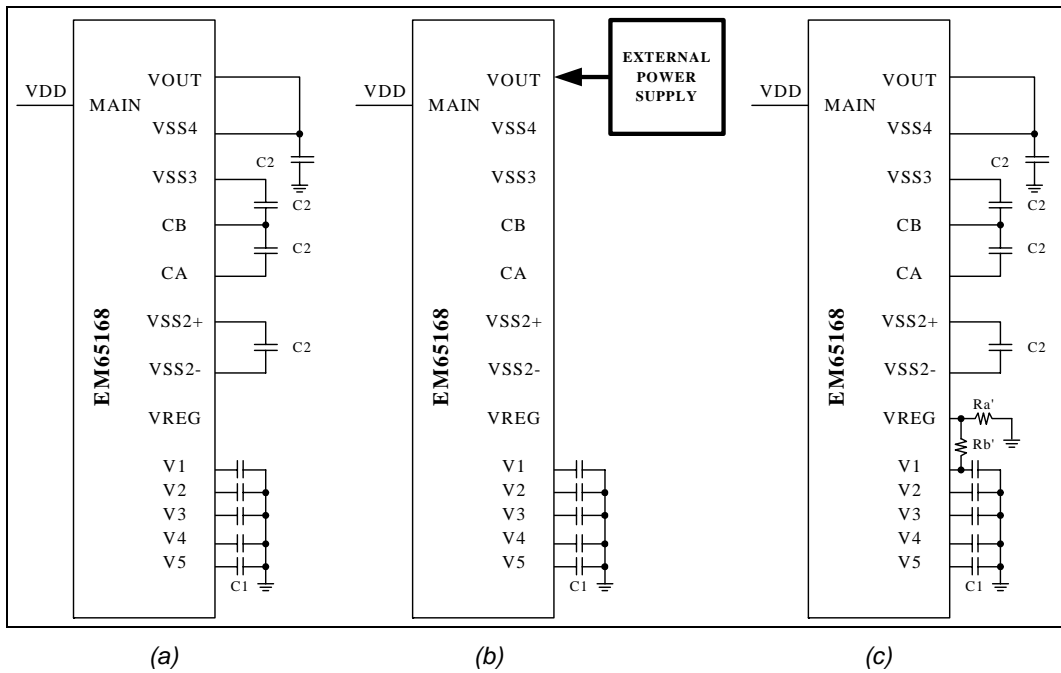 VDD
MAIN
EM65168
VOUT
VSS4
VSS3
CB
CA
VSS2+
VSS2-
VREG
V1
V2
V3
V4
V5
C2
C2
C2
C2
C1
(a)
VDD
MAIN
EM65168
VOUT
VSS4
VSS3
CB
CA
VSS2+
VSS2-
VREG
V1
V2
V3
V4
V5
C1
EXTERNAL
POWER
SUPPLY
(b)
VDD
MAIN
EM65168
VOUT
VSS4
VSS3
CB
CA
VSS2+
VSS2-
VREG
V1
V2
V3
V4
V5
C2
C2
C2
C2
Ra'
Rb'
C1
(c)